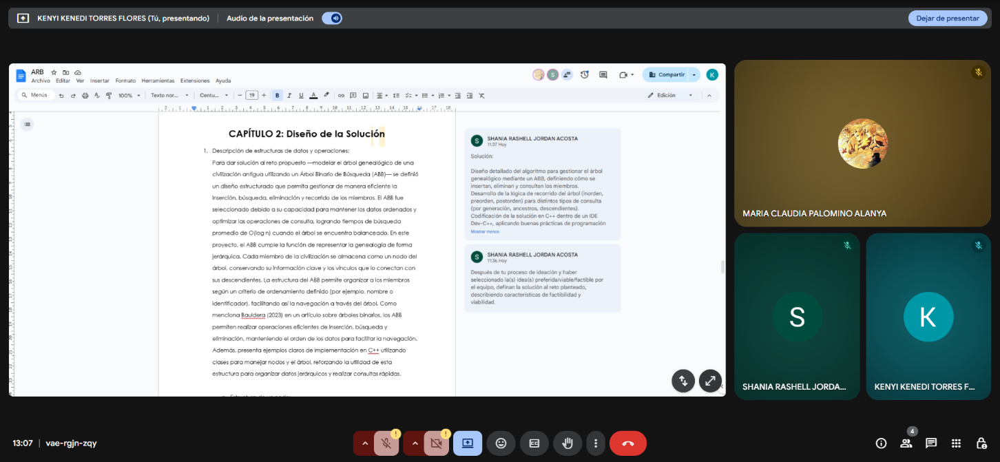 KENYI KENEDI TORRES FLORES (Tú, presentando)
Audio de la presentación
Dejar de presentar
ARB
Archivo Editar Ver Insertar Formato Herramientas Extensiones Ayuda
Compartir
K
S
Menús
100%
Texto nor...
Centu...
19
B
I
U
A
Edición
CAPÍTULO 2: Diseño de la Solución
1. Descripción de estructuras de datos y operaciones:
Para dar solución al reto propuesto —modelar el árbol genealógico de una
civilización antigua utilizando un Árbol Binario de Búsqueda (ABB)— se definió
un diseño estructurado que permita gestionar de manera eficiente la
inserción, búsqueda, eliminación y recorrido de los miembros. El ABB fue
seleccionado debido a su capacidad para mantener los datos ordenados y
optimizar las operaciones de consulta, logrando tiempos de búsqueda
promedio de O(log n) cuando el árbol se encuentra balanceado. En este
proyecto, el ABB cumple la función de representar la genealogía de forma
jerárquica. Cada miembro de la civilización se almacena como un nodo del
árbol, conservando su información clave y los vínculos que lo conectan con
sus descendientes. La estructura del ABB permite organizar a los miembros
según un criterio de ordenamiento definido (por ejemplo, nombre o
identificador), facilitando así la navegación a través del árbol. Como
menciona Bauldera (2023) en un artículo sobre árboles binarios, los ABB
permiten realizar operaciones eficientes de inserción, búsqueda y
eliminación, manteniendo el orden de los datos para facilitar la navegación.
Además, presenta ejemplos claros de implementación en C++ utilizando
clases para manejar nodos y el árbol, reforzando la utilidad de esta
estructura para organizar datos jerárquicos y realizar consultas rápidas.
S
SHANIA RASHELL JORDAN ACOSTA
11:37 Hoy
Solución:
Diseño detallado del algoritmo para gestionar el árbol
genealógico mediante un ABB, definiendo cómo se
insertan, eliminan y consultan los miembros.
Desarrollo de la lógica de recorrido del árbol (inorden,
preorden, postorden) para distintos tipos de consulta
(por generación, ancestros, descendientes).
Codificación de la solución en C++ dentro de un IDE
Dev-C++, aplicando buenas prácticas de programación
Mostrar menos
S
SHANIA RASHELL JORDAN ACOSTA
11:36 Hoy
Después de tu proceso de ideación y haber
seleccionado la(s) idea(s) preferida/viable/factible por
el equipo, definan la solución al reto planteado,
describiendo características de factibilidad y
viabilidad.
MARIA CLAUDIA PALOMINO ALANYA
S
SHANIA RASHELL JORDA...
K
KENYI KENEDI TORRES F...
13:07 | vae-rgjn-zqy
4